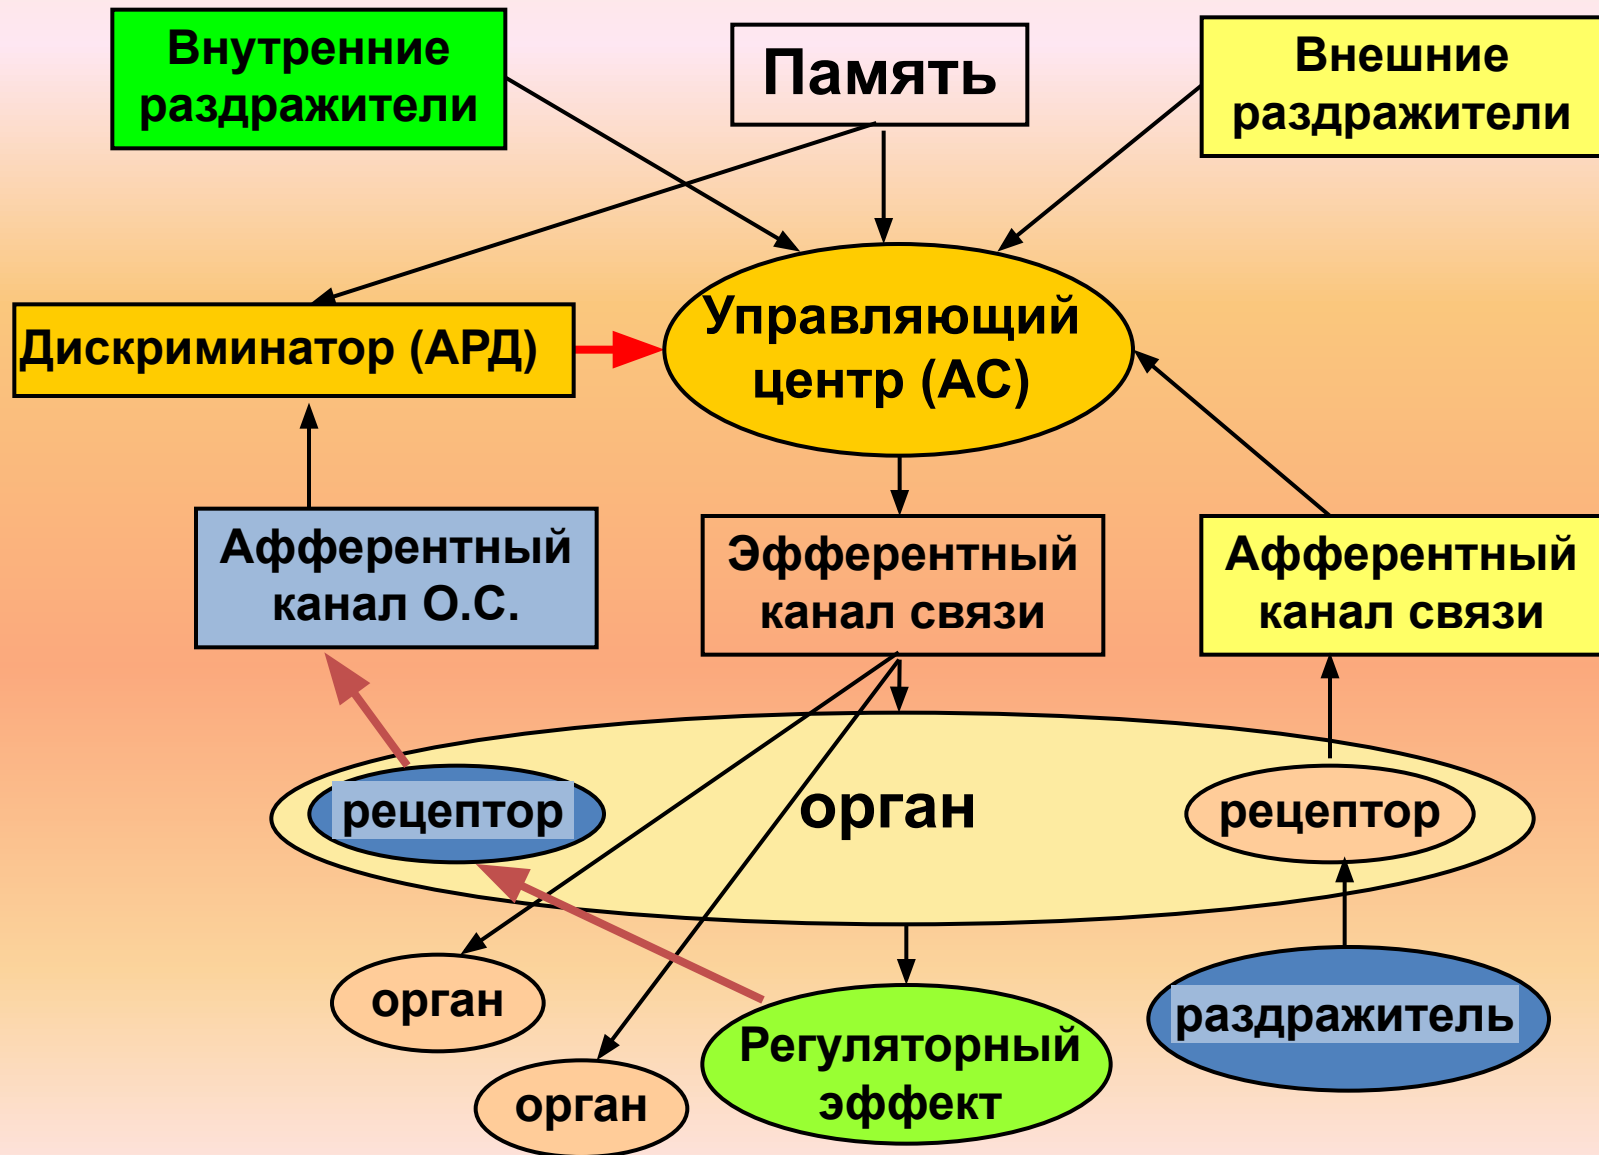 Внутренние
раздражители
Память
Внешние
раздражители
Дискриминатор (АРД)
Управляющий
центр (АС)
Афферентный
канал О.С.
Эфферентный
канал связи
Афферентный
канал связи
рецептор
орган
рецептор
орган
раздражитель
Регуляторный
эффект
орган